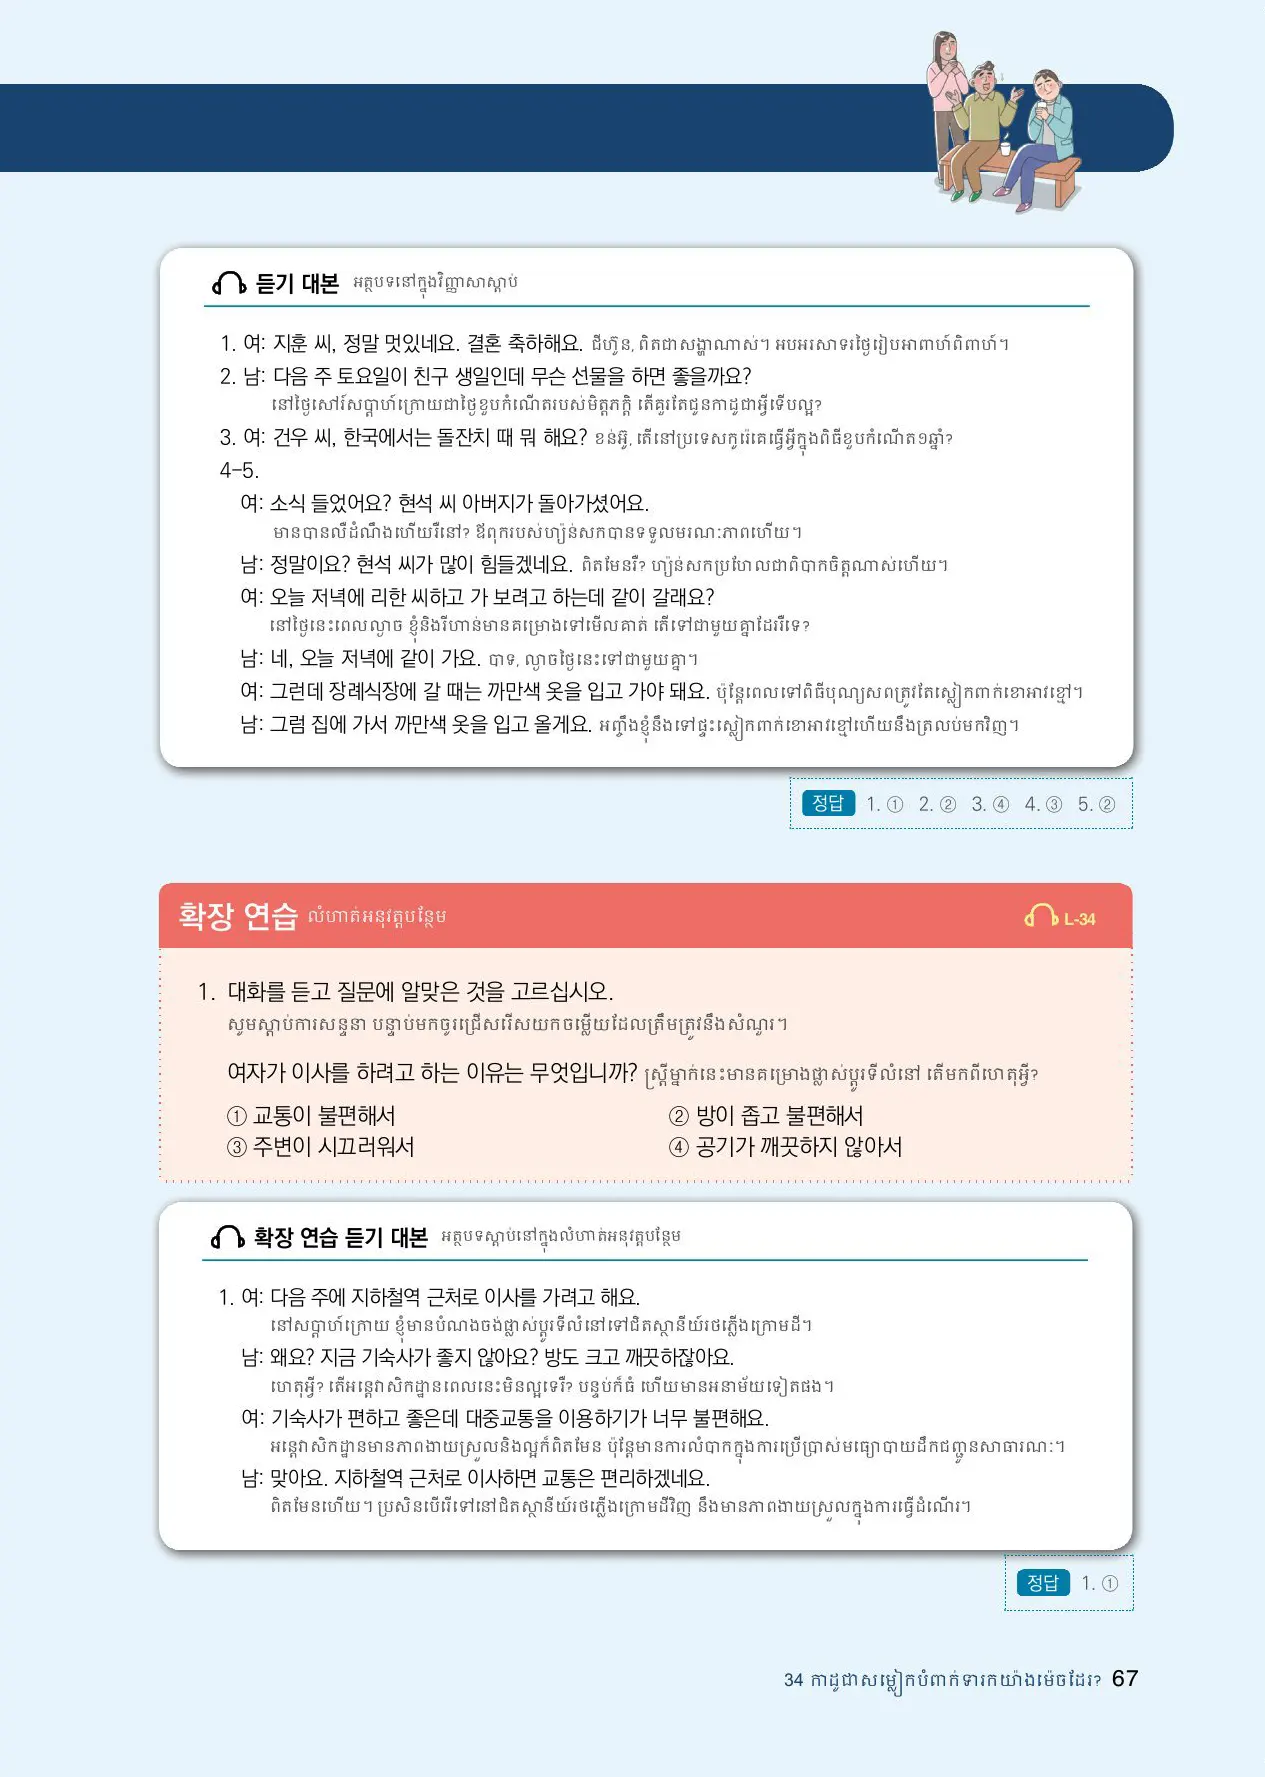 듣기 대본 អត្ថបទនៅក្នុងវិញ្ញាសាស្តាប់
1. 여: 지훈 씨, 정말 멋있네요. 결혼 축하해요. ជីហ៊ូន, ពិតជាសង្ហាណាស់។ អបអរសាទរថ្ងៃរៀបអាពាហ៍ពិពាហ៍។
2. 남: 다음 주 토요일이 친구 생일인데 무슨 선물을 하면 좋을까요?
នៅថ្ងៃសៅរ៍សប្តាហ៍ក្រោយជាថ្ងៃខួបកំណើតរបស់មិត្តភក្តិ តើគួរតែជូនកាដូជាអ្វីទើបល្អ?
3. 여: 건우 씨, 한국에서는 돌잔치 때 뭐 해요? ខន់អ៊ូ, តើនៅប្រទេសកូរ៉េគេធ្វើអ្វីក្នុងពិធីខួបកំណើត១ឆ្នាំ?
4-5.
여: 소식 들었어요? 현석 씨 아버지가 돌아가셨어요.
មានបានលឺដំណឹងហើយរឺនៅ? ឪពុករបស់ហ្យ៉ន់សកបានទទួលមរណៈភាពហើយ។
남: 정말이요? 현석 씨가 많이 힘들겠네요. ពិតមែនរឺ? ហ្យ៉ន់សកប្រហែលជាពិបាកចិត្តណាស់ហើយ។
여: 오늘 저녁에 리한 씨하고 가 보려고 하는데 같이 갈래요?
នៅថ្ងៃនេះពេលល្ងាច ខ្ញុំនិងរីហាន់មានគម្រោងទៅមើលគាត់ តើទៅជាមួយគ្នាដែររឺទេ?
남: 네, 오늘 저녁에 같이 가요. បាទ, ល្ងាចថ្ងៃនេះទៅជាមួយគ្នា។
여: 그런데 장례식장에 갈 때는 까만색 옷을 입고 가야 돼요. ប៉ុន្តែពេលទៅពិធីបុណ្យសពត្រូវតែស្លៀកពាក់ខោអាវខ្មៅ។
남: 그럼 집에 가서 까만색 옷을 입고 올게요. អញ្ចឹងខ្ញុំនឹងទៅផ្ទះស្លៀកពាក់ខោអាវខ្មៅហើយនឹងត្រលប់មកវិញ។
정답 1. ① 2. ② 3. ④ 4. ③ 5. ②
확장 연습 លំហាត់អនុវត្តបន្ថែម L-34
1. 대화를 듣고 질문에 알맞은 것을 고르십시오.
សូមស្តាប់ការសន្ទនា បន្ទាប់មកចូរជ្រើសរើសយកចម្លើយដែលត្រឹមត្រូវនឹងសំណួរ។
여자가 이사를 하려고 하는 이유는 무엇입니까? ស្ត្រីម្នាក់នេះមានគម្រោងផ្លាស់ប្តូរទីលំនៅ តើមកពីហេតុអ្វី?
① 교통이 불편해서 ② 방이 좁고 불편해서
③ 주변이 시끄러워서 ④ 공기가 깨끗하지 않아서
확장 연습 듣기 대본 អត្ថបទស្តាប់នៅក្នុងលំហាត់អនុវត្តបន្ថែម
1. 여: 다음 주에 지하철역 근처로 이사를 가려고 해요.
នៅសប្តាហ៍ក្រោយ ខ្ញុំមានបំណងចង់ផ្លាស់ប្តូរទីលំនៅទៅជិតស្ថានីយ៍រថភ្លើងក្រោមដី។
남: 왜요? 지금 기숙사가 좋지 않아요? 방도 크고 깨끗하잖아요.
ហេតុអ្វី? តើអន្តេវាសិកដ្ឋានពេលនេះមិនល្អទេរឺ? បន្ទប់ក៏ធំ ហើយមានអនាម័យទៀតផង។
여: 기숙사가 편하고 좋은데 대중교통을 이용하기가 너무 불편해요.
អន្តេវាសិកដ្ឋានមានភាពងាយស្រួលនិងល្អក៏ពិតមែន ប៉ុន្តែមានការលំបាកក្នុងការប្រើប្រាស់មធ្យោបាយដឹកជញ្ជូនសាធារណៈ។
남: 맞아요. 지하철역 근처로 이사하면 교통은 편리하겠네요.
ពិតមែនហើយ។ ប្រសិនបើរើទៅនៅជិតស្ថានីយ៍រថភ្លើងក្រោមដីវិញ នឹងមានភាពងាយស្រួលក្នុងការធ្វើដំណើរ។
정답 1. ①
34 កាដូជាសម្លៀកបំពាក់ទារកយ៉ាងម៉េចដែរ? 67